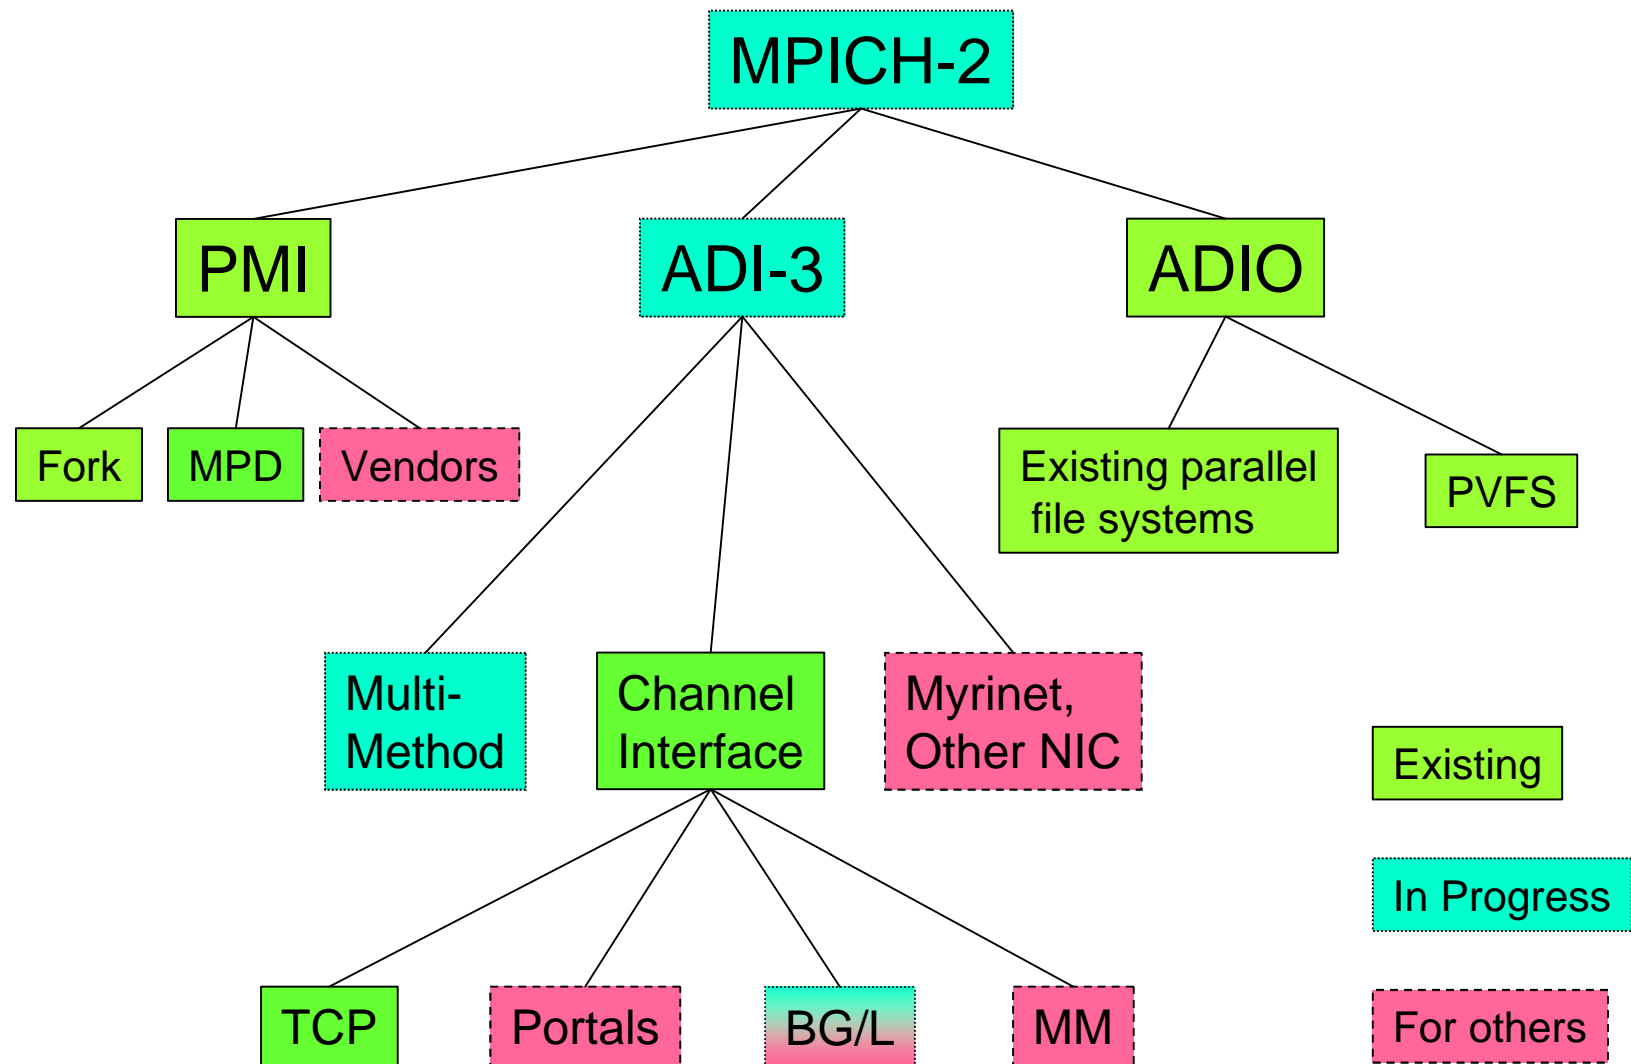 MPICH-2
PMI
ADI-3
ADIO
Fork
MPD
Vendors
Existing parallel
file systems
PVFS
Multi-
Method
Channel
Interface
Myrinet,
Other NIC
Existing
In Progress
TCP
Portals
BG/L
MM
For others